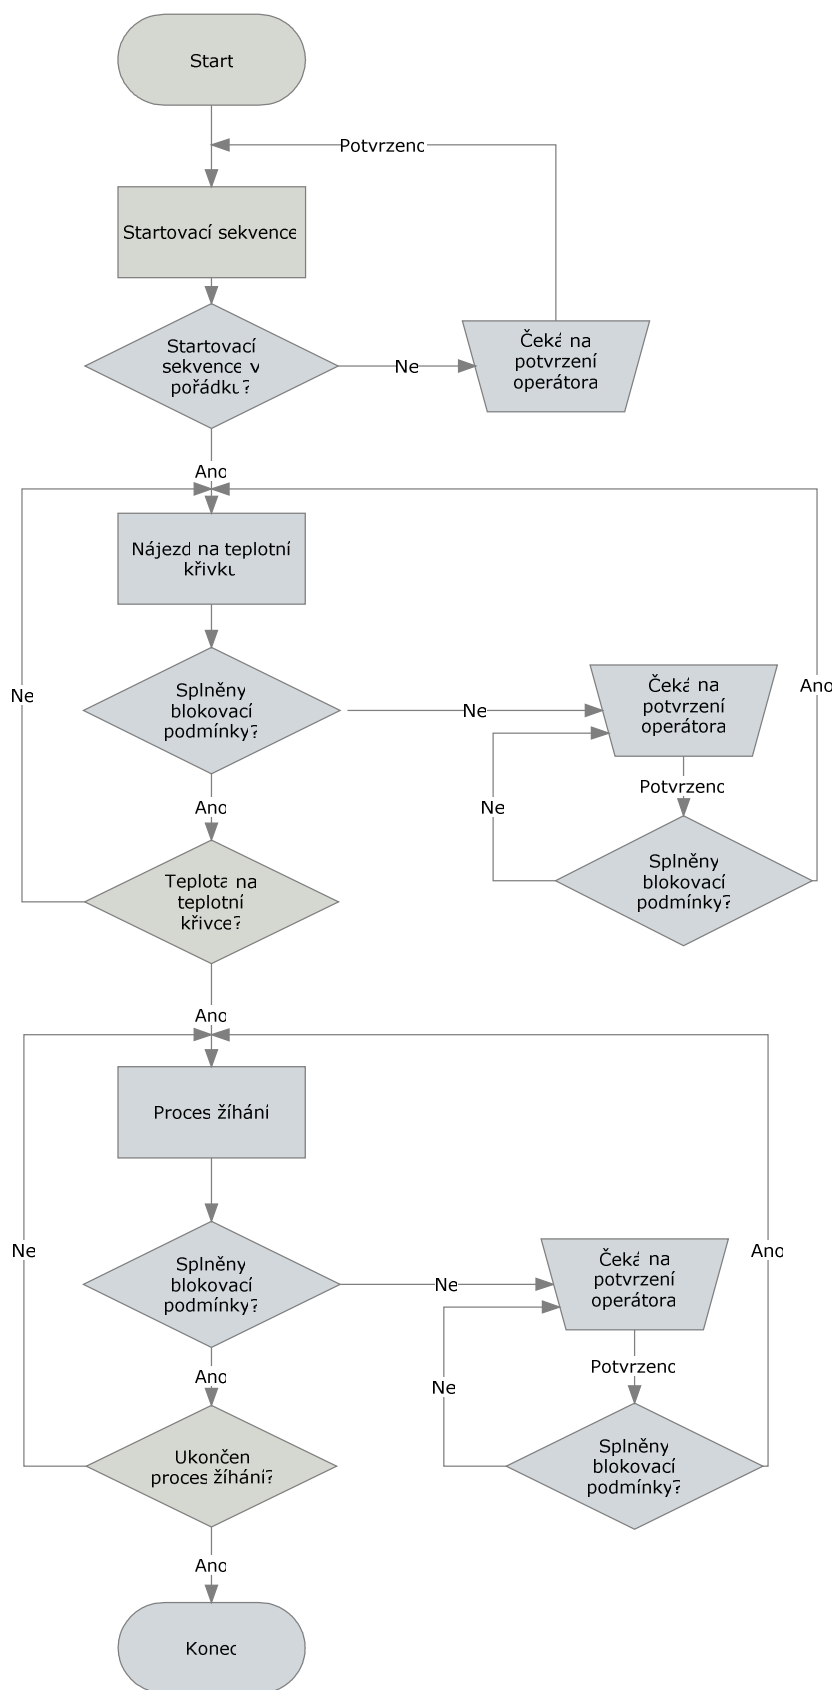 Start
Potvrzeno
Startovací sekvence
Startovací
sekvence v
pořádku?
Ne
Čeká na
potvrzení
operátora
Ano
Nájezd na teplotní
křivku
Splněny
blokovací
podmínky?
Ne
Čeká na
potvrzení
operátora
Ano
Ne
Potvrzeno
Ano
Ne
Splněny
blokovací
podmínky?
Teplota na
teplotní
křivce?
Ano
Proces žíhání
Splněny
blokovací
podmínky?
Ne
Čeká na
potvrzení
operátora
Ano
Ne
Potvrzeno
Ano
Ne
Splněny
blokovací
podmínky?
Ukončen
proces žíhání?
Ano
Konec